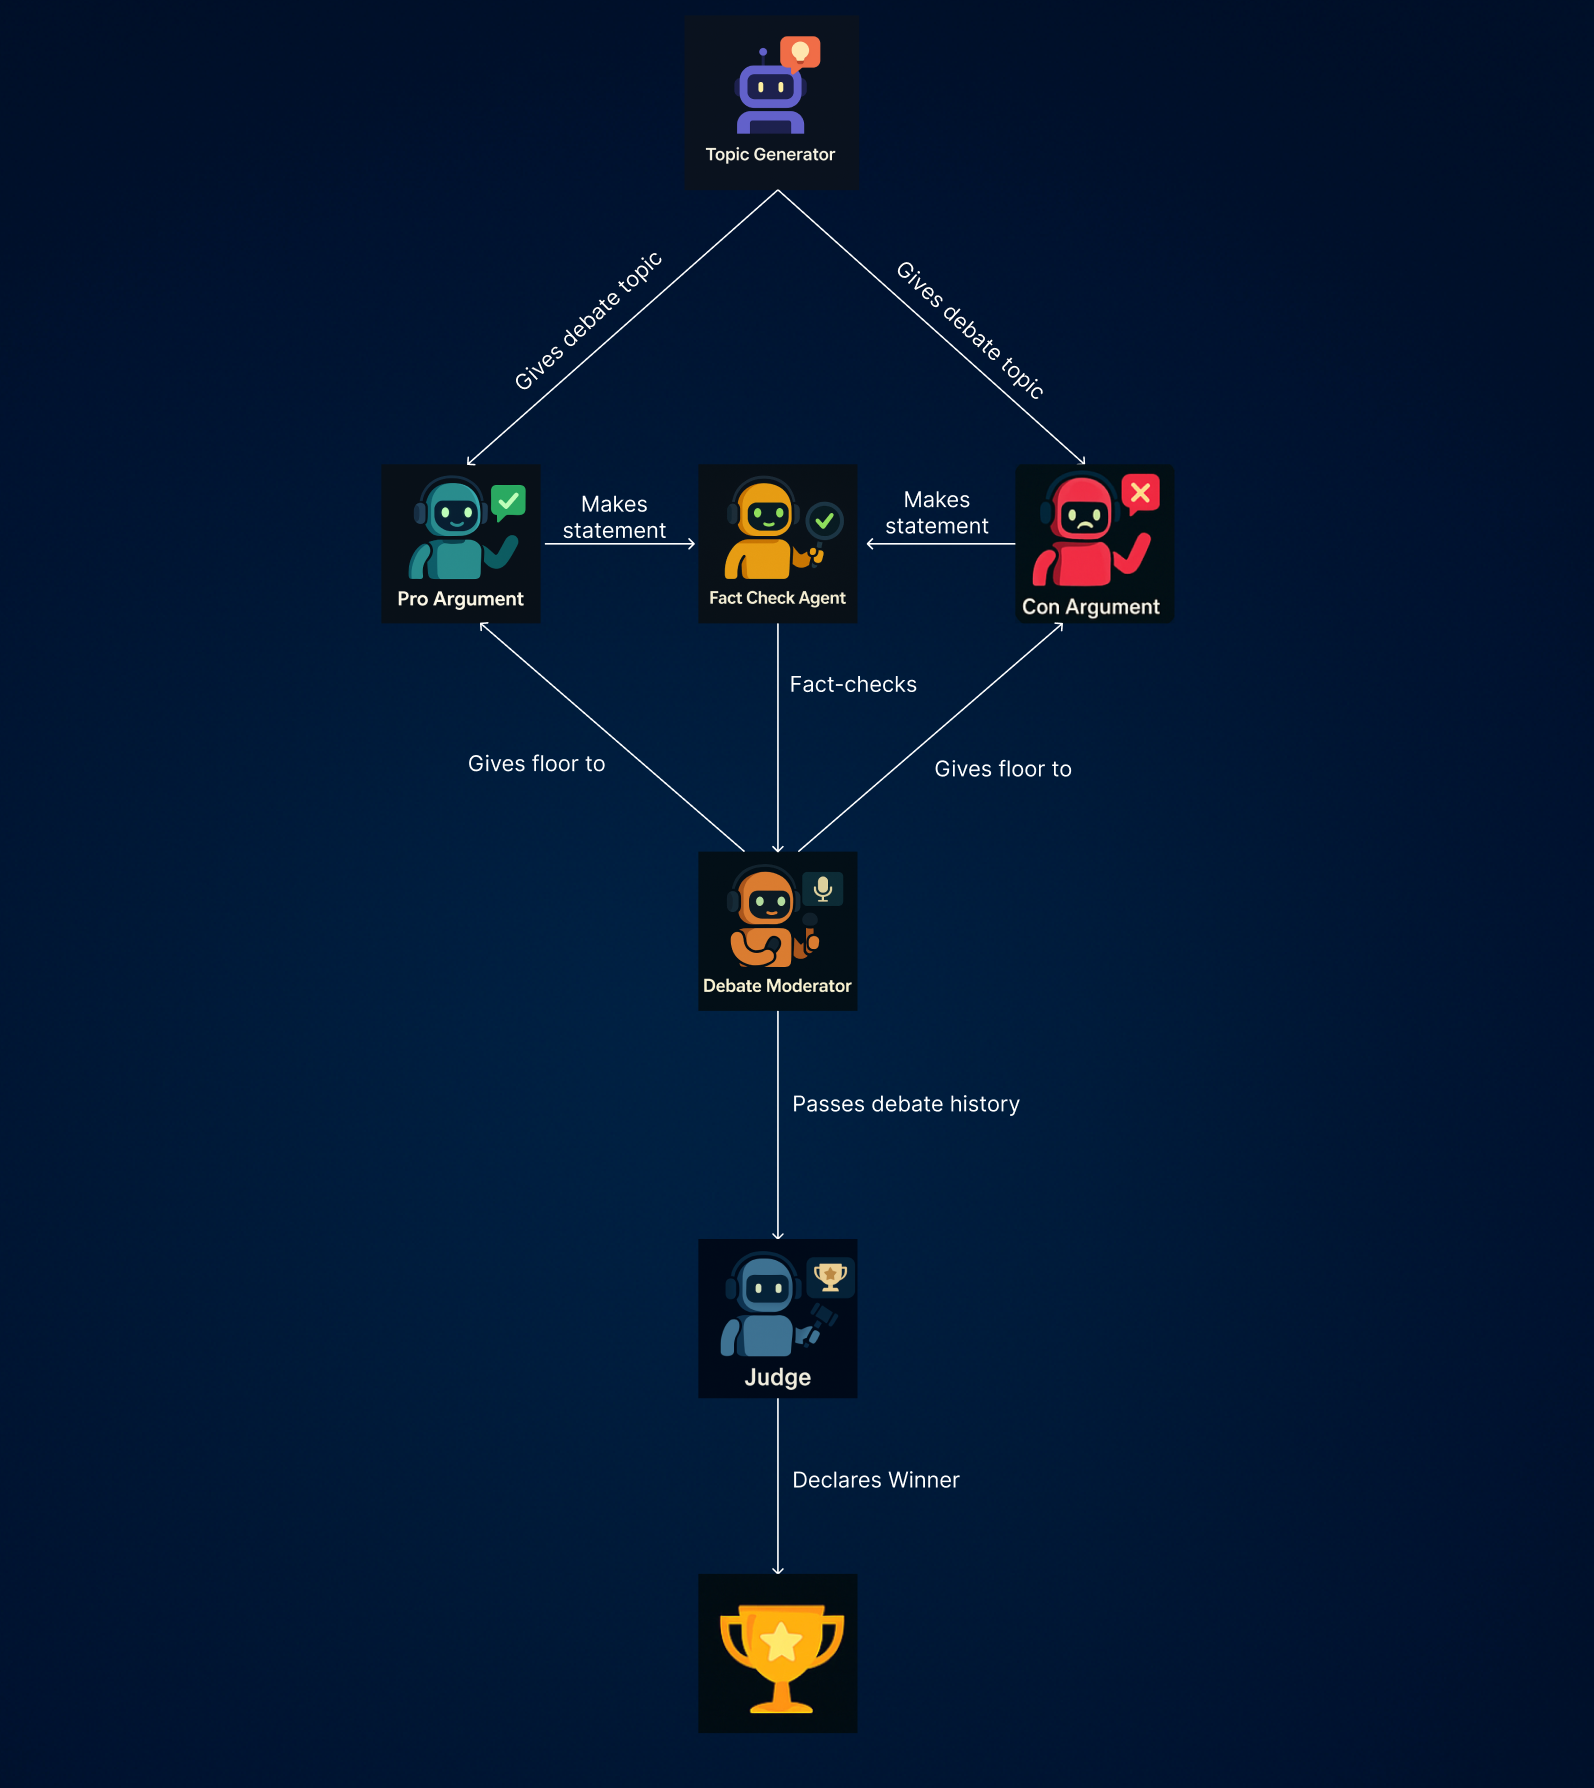 Topic Generator
Gives debate topic
Gives debate topic
Makes
statement
Makes
statement
Pro Argument
Fact Check Agent
Con Argument
Fact-checks
Gives floor to
Gives floor to
Debate Moderator
Passes debate history
Judge
Declares Winner